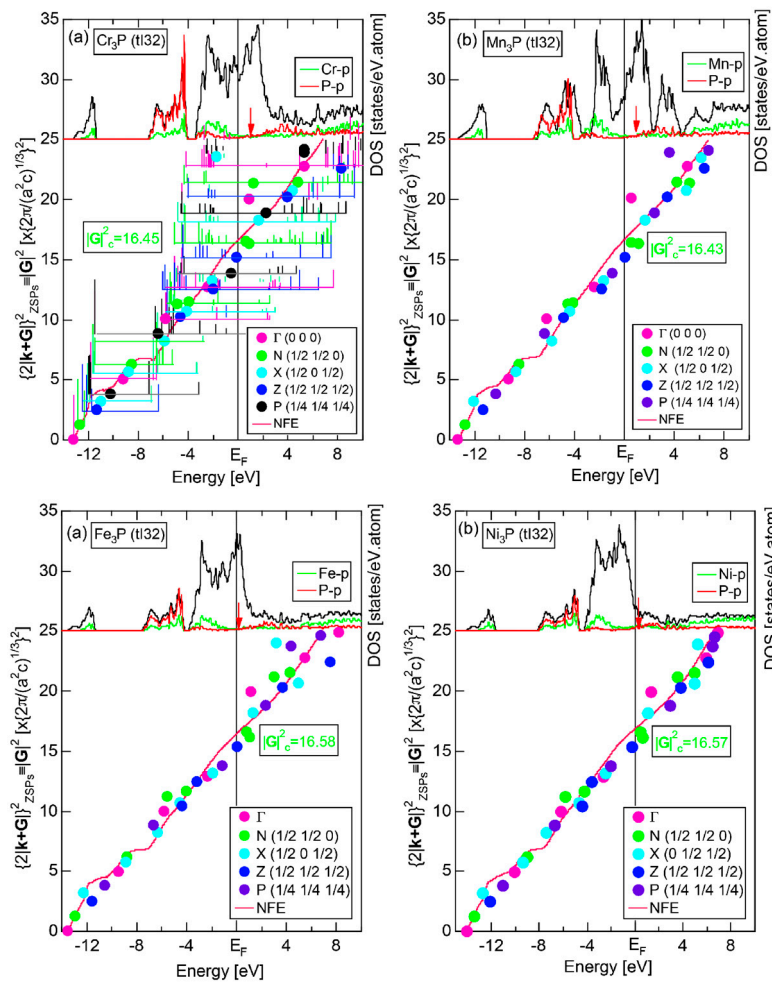 (a) Cr₃P (tI32)
Cr-p
P-p
35
30
25
20
15
10
5
0
DOS [states/eV.atom]
{2|k+G|}²ZSPs≡|G|² [x{2π/(a²c)^1/3}²]
|G|²c=16.45
Γ (0 0 0)
N (1/2 1/2 0)
X (1/2 0 1/2)
Z (1/2 1/2 1/2)
P (1/4 1/4 1/4)
NFE
-12 -8 -4 EF 4 8
Energy [eV]
(b) Mn₃P (tI32)
Mn-p
P-p
35
30
25
20
15
10
5
0
DOS [states/eV.atom]
{2|k+G|}²ZSPs≡|G|² [x{2π/(a²c)^1/3}²]
|G|²c=16.43
Γ (0 0 0)
N (1/2 1/2 0)
X (1/2 0 1/2)
Z (1/2 1/2 1/2)
P (1/4 1/4 1/4)
NFE
-12 -8 -4 EF 4 8
Energy [eV]
(a) Fe₃P (tI32)
Fe-p
P-p
35
30
25
20
15
10
5
0
DOS [states/eV.atom]
{2|k+G|}²ZSPs≡|G|² [x{2π/(a²c)^1/3}²]
|G|²c=16.58
Γ
N (1/2 1/2 0)
X (1/2 0 1/2)
Z (1/2 1/2 1/2)
P (1/4 1/4 1/4)
NFE
-12 -8 -4 EF 4 8
Energy [eV]
(b) Ni₃P (tI32)
Ni-p
P-p
35
30
25
20
15
10
5
0
DOS [states/eV.atom]
{2|k+G|}²ZSPs≡|G|² [x{2π/(a²c)^1/3}²]
|G|²c=16.57
Γ
N (1/2 1/2 0)
X (0 1/2 1/2)
Z (1/2 1/2 1/2)
P (1/4 1/4 1/4)
NFE
-12 -8 -4 EF 4 8
Energy [eV]